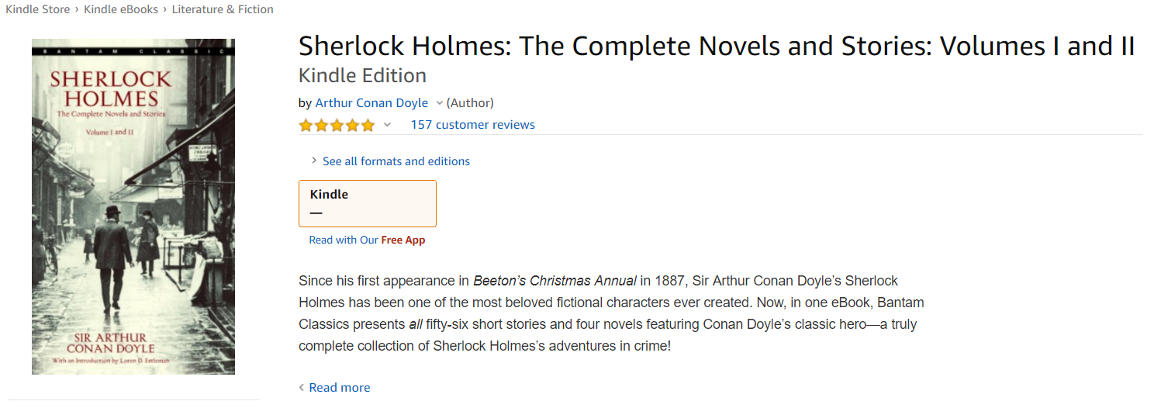 Kindle Store › Kindle eBooks › Literature & Fiction
BANTAM CLASSIC
SHERLOCK
HOLMES
The Complete Novels and Stories
Volume I and II
SIR ARTHUR
CONAN DOYLE
With an Introduction by Loren D. Estleman
Sherlock Holmes: The Complete Novels and Stories: Volumes I and II
Kindle Edition
by Arthur Conan Doyle (Author)
157 customer reviews
See all formats and editions
Kindle
—
Read with Our Free App
Since his first appearance in Beeton's Christmas Annual in 1887, Sir Arthur Conan Doyle's Sherlock
Holmes has been one of the most beloved fictional characters ever created. Now, in one eBook, Bantam
Classics presents all fifty-six short stories and four novels featuring Conan Doyle's classic hero—a truly
complete collection of Sherlock Holmes's adventures in crime!
Read more